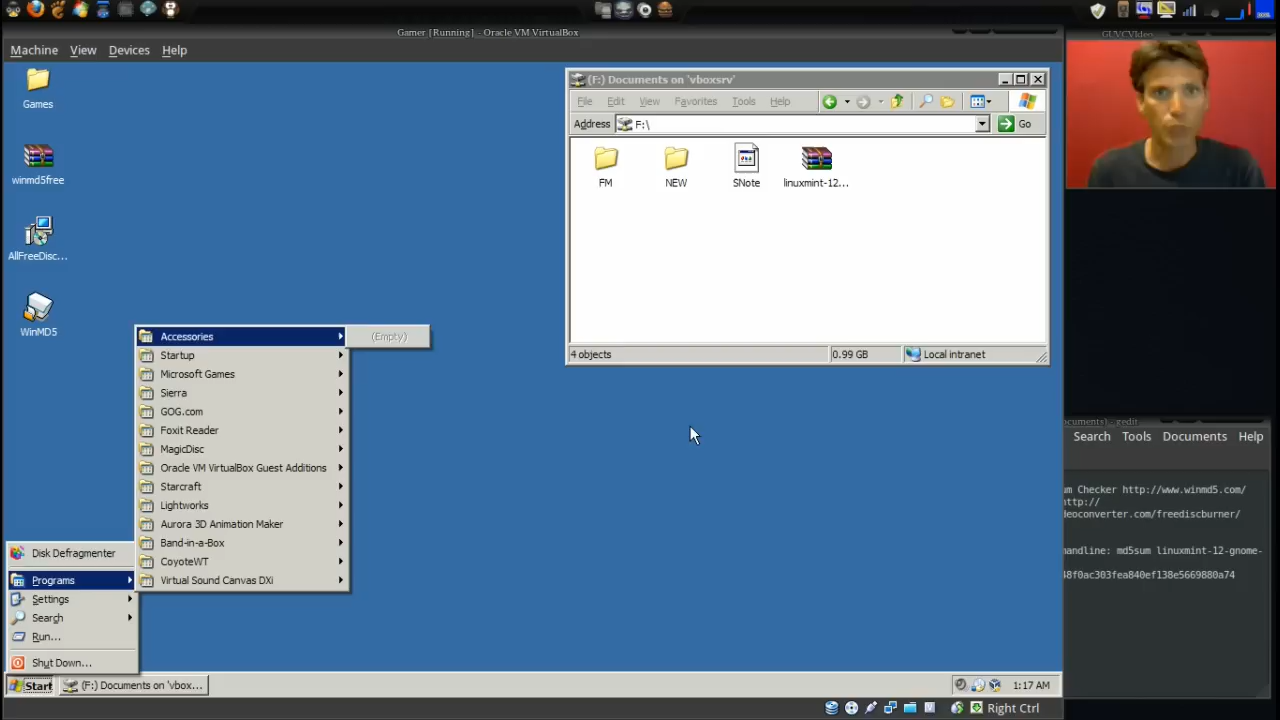 Gamer [Running] - Oracle VM VirtualBox
GUVCVideo
Machine View Devices Help
Games
winmd5free
AllFreeDisc...
WinMD5
(F:) Documents on 'vboxsrv'
File Edit View Favorites Tools Help
Address F:\ Go
FM NEW SNote linuxmint-12...
4 objects 0.99 GB Local intranet
Accessories
(Empty)
Startup
Microsoft Games
Sierra
GOG.com
Foxit Reader
MagicDisc
Oracle VM VirtualBox Guest Additions
Starcraft
Lightworks
Aurora 3D Animation Maker
Band-in-a-Box
CoyoteWT
Virtual Sound Canvas DXi
Disk Defragmenter
Programs
Settings
Search
Run...
Shut Down...
Start (F:) Documents on 'vbox... 1:17 AM
Right Ctrl
ocuments) - gedit
Search Tools Documents Help
um Checker http://www.winmd5.com/
http://
deoconverter.com/freediscburner/
mandline: md5sum linuxmint-12-gnome-
48f0ac303fea840ef138e5669880a74